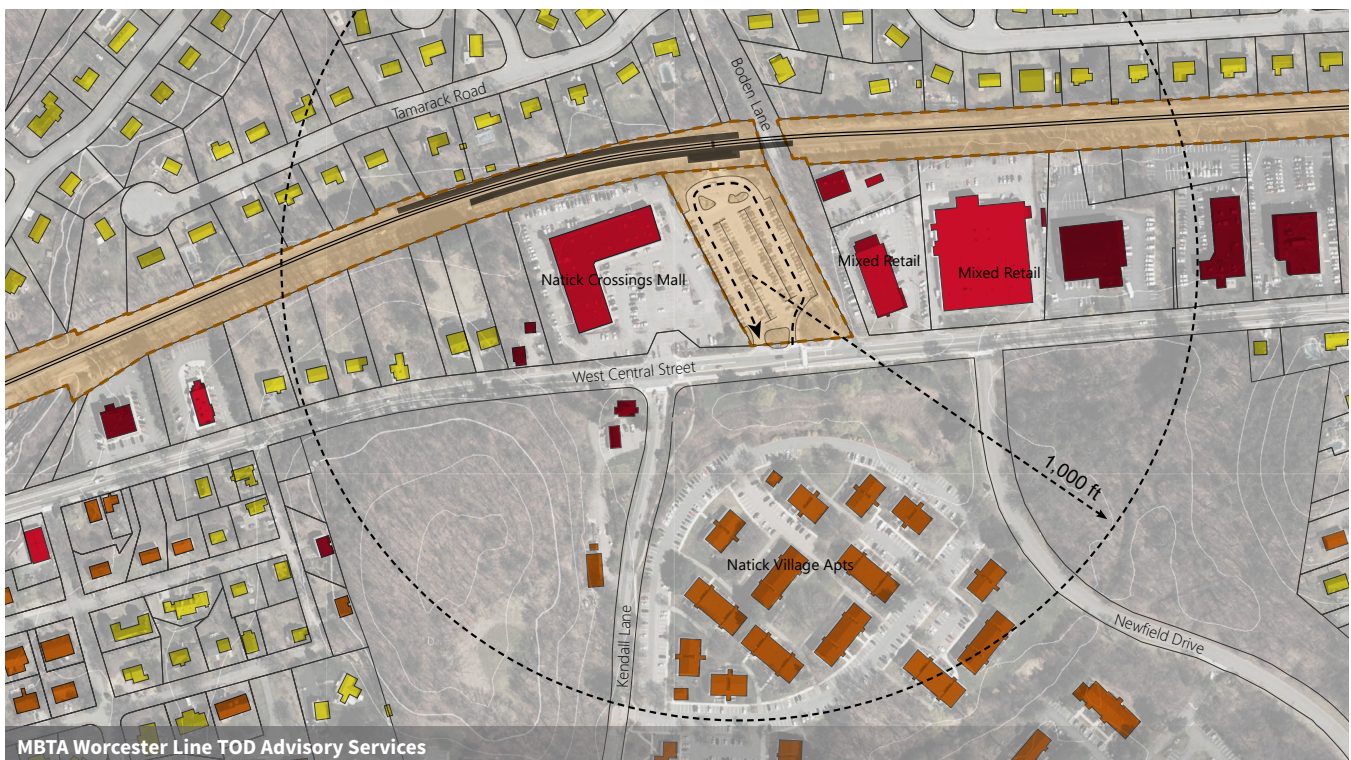 Boden Lane
Tamarack Road
Mixed Retail
Mixed Retail
Natick Crossings Mall
West Central Street
1,000 ft
Natick Village Apts
Kendall Lane
Newfield Drive
MBTA Worcester Line TOD Advisory Services